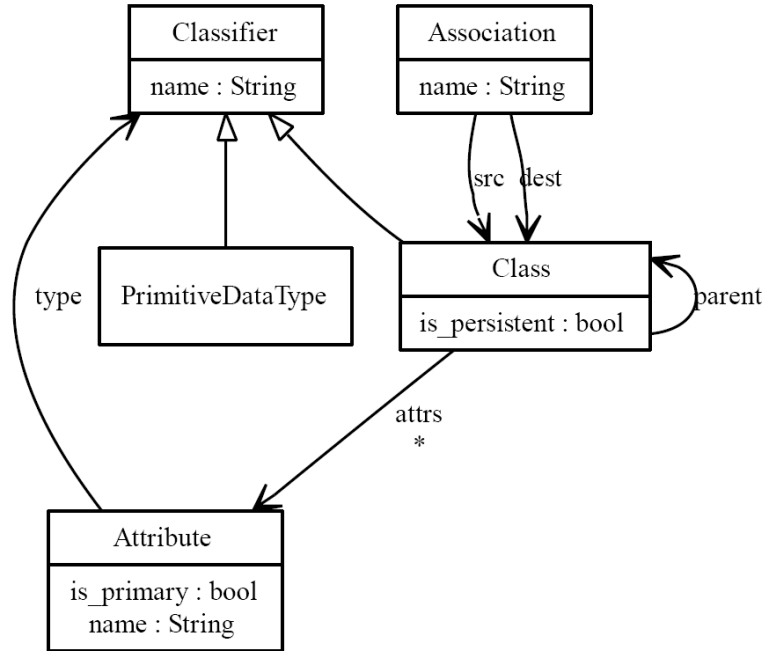 Classifier
name : String
Association
name : String
src
dest
Class
is_persistent : bool
parent
PrimitiveDataType
type
attrs
*
Attribute
is_primary : bool
name : String